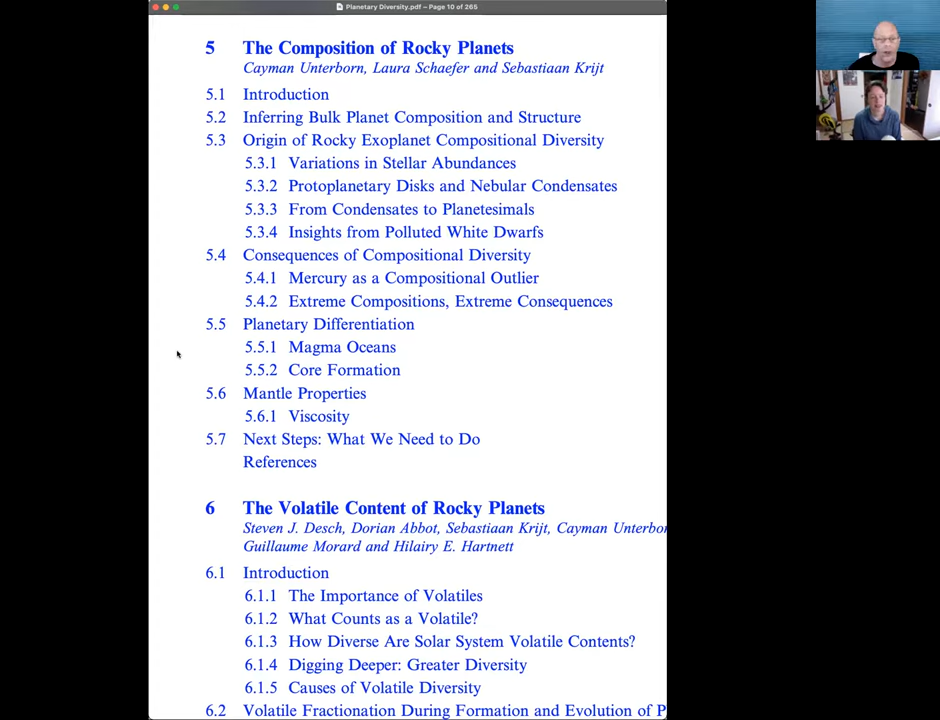 Planetary Diversity.pdf – Page 10 of 265
5 The Composition of Rocky Planets
Cayman Unterborn, Laura Schaefer and Sebastiaan Krijt
5.1 Introduction
5.2 Inferring Bulk Planet Composition and Structure
5.3 Origin of Rocky Exoplanet Compositional Diversity
5.3.1 Variations in Stellar Abundances
5.3.2 Protoplanetary Disks and Nebular Condensates
5.3.3 From Condensates to Planetesimals
5.3.4 Insights from Polluted White Dwarfs
5.4 Consequences of Compositional Diversity
5.4.1 Mercury as a Compositional Outlier
5.4.2 Extreme Compositions, Extreme Consequences
5.5 Planetary Differentiation
5.5.1 Magma Oceans
5.5.2 Core Formation
5.6 Mantle Properties
5.6.1 Viscosity
5.7 Next Steps: What We Need to Do
References
6 The Volatile Content of Rocky Planets
Steven J. Desch, Dorian Abbot, Sebastiaan Krijt, Cayman Unterbor
Guillaume Morard and Hilairy E. Hartnett
6.1 Introduction
6.1.1 The Importance of Volatiles
6.1.2 What Counts as a Volatile?
6.1.3 How Diverse Are Solar System Volatile Contents?
6.1.4 Digging Deeper: Greater Diversity
6.1.5 Causes of Volatile Diversity
6.2 Volatile Fractionation During Formation and Evolution of P